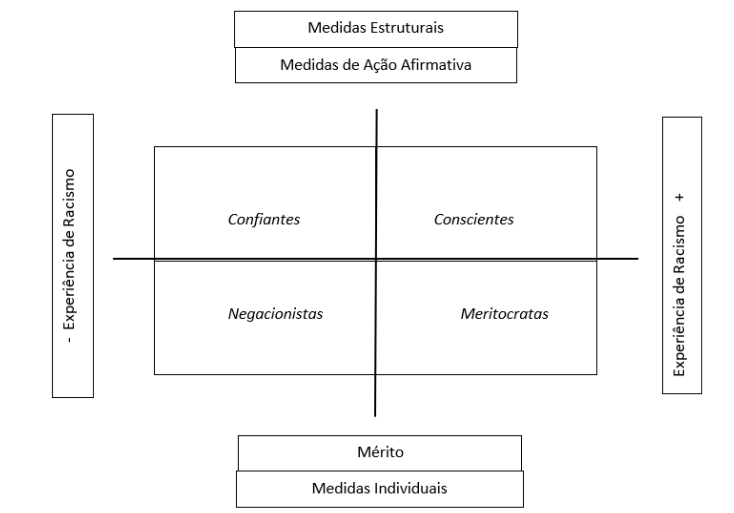 Medidas Estruturais
Medidas de Ação Afirmativa
- Experiência de Racismo
Experiência de Racismo +
Confiantes
Conscientes
Negacionistas
Meritocratas
Mérito
Medidas Individuais